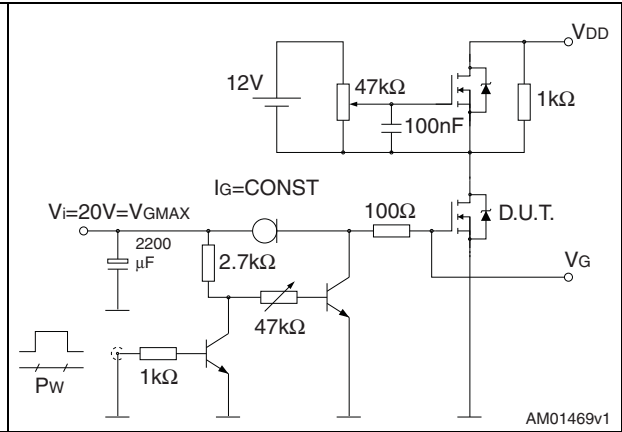 VDD
12V
47kΩ
1kΩ
100nF
IG=CONST
Vi=20V=VGMAX
100Ω
D.U.T.
2200
μF
2.7kΩ
VG
47kΩ
1kΩ
PW
AM01469v1